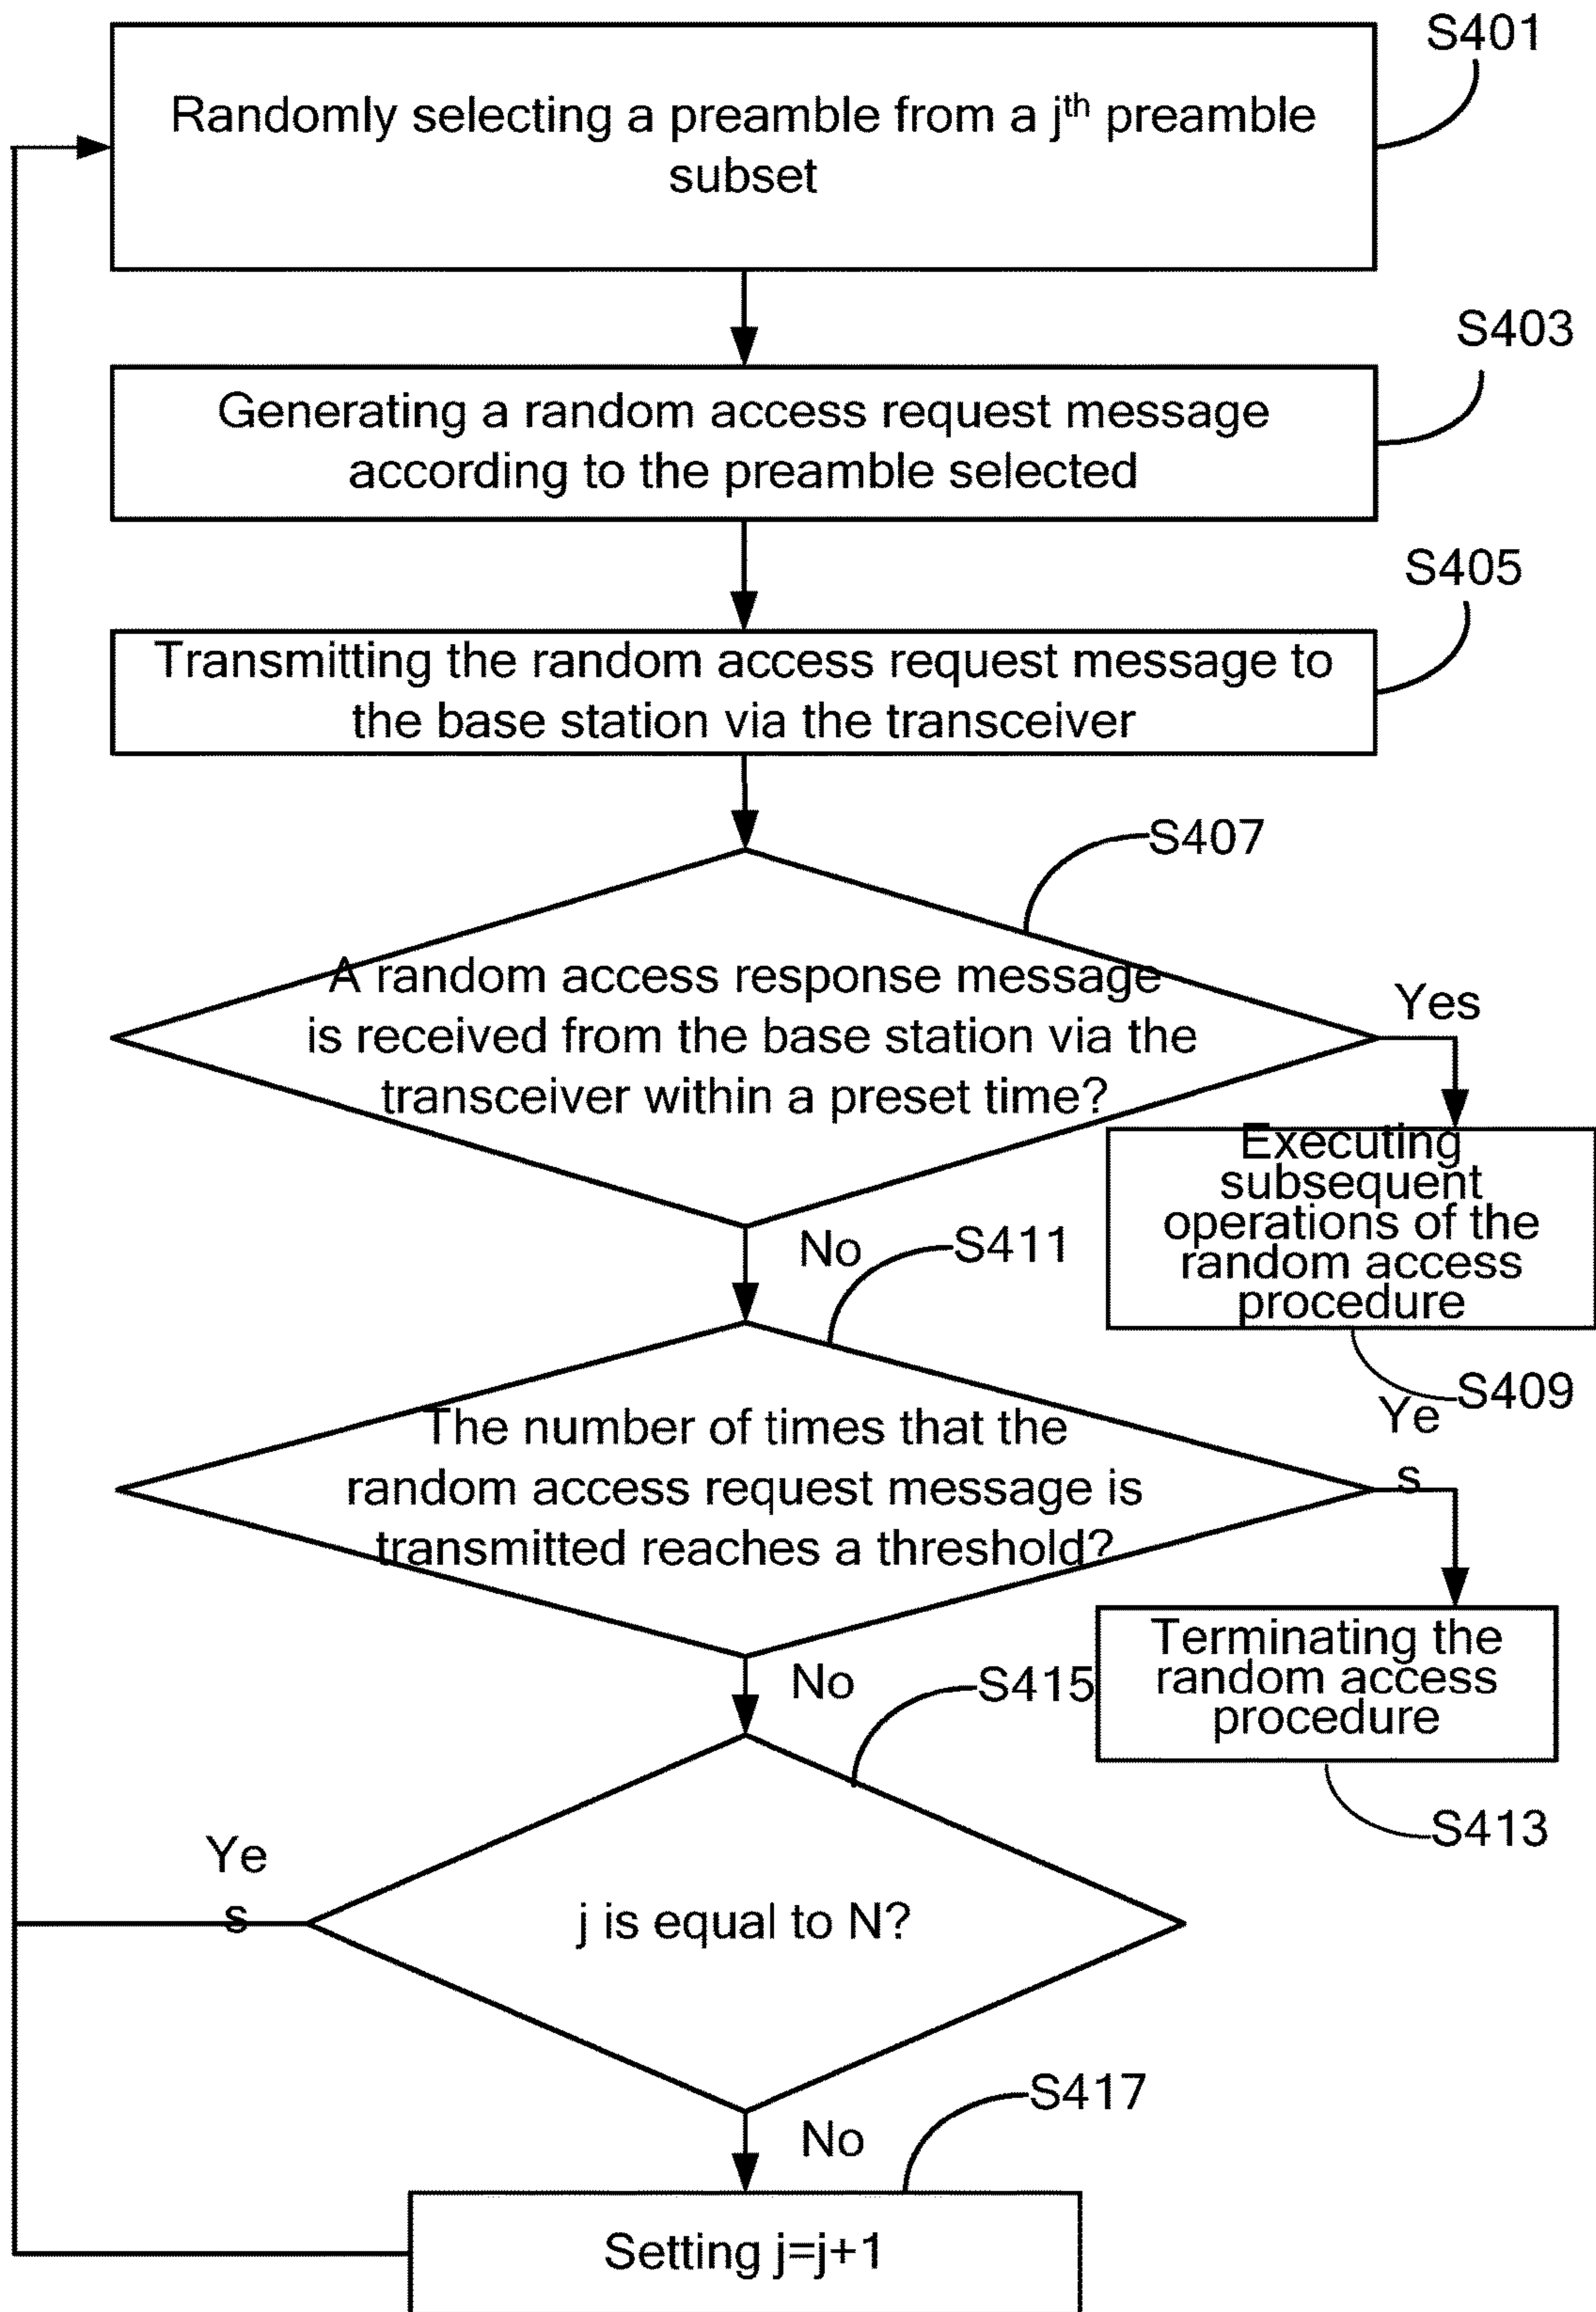 S401
Randomly selecting a preamble from a jth preamble
subset
S403
Generating a random access request message
according to the preamble selected
S405
Transmitting the random access request message to
the base station via the transceiver
S407
A random access response message
is received from the base station via the
transceiver within a preset time?
Yes
Executing
subsequent
operations of the
random access
procedure
S409
No
S411
The number of times that the
random access request message is
transmitted reaches a threshold?
Ye
s
Terminating the
random access
procedure
S413
No
S415
j is equal to N?
Ye
s
No
S417
Setting j=j+1